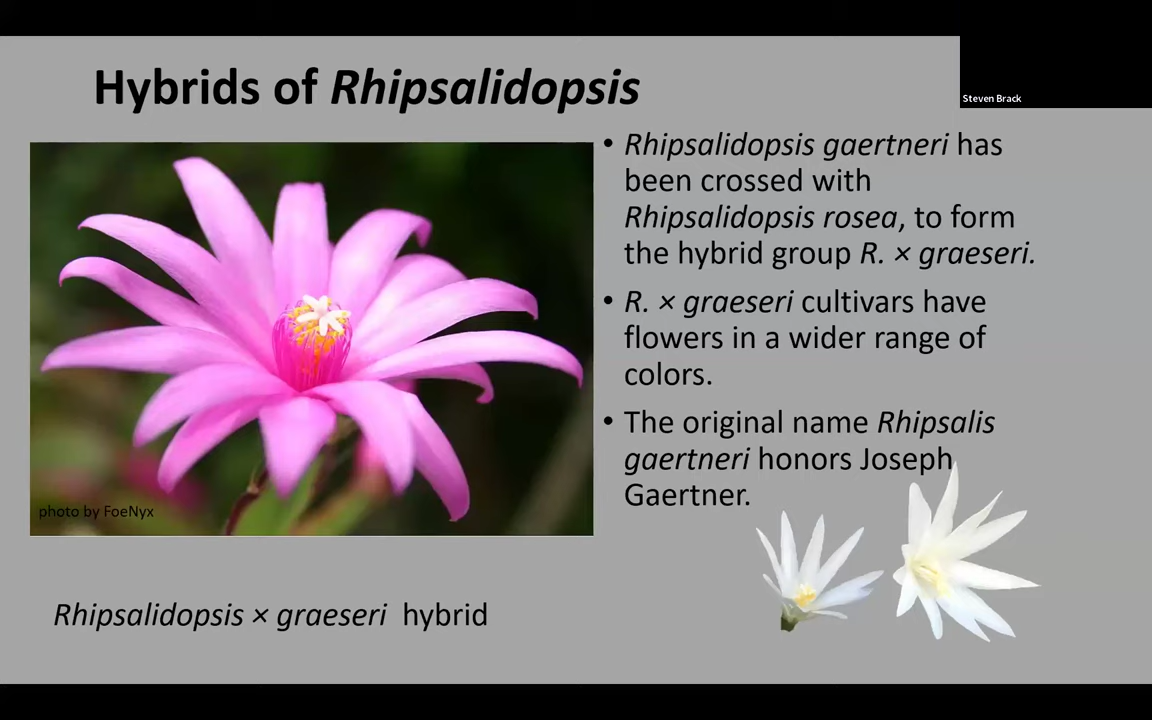 Hybrids of Rhipsalidopsis
Steven Brack
• Rhipsalidopsis gaertneri has
been crossed with
Rhipsalidopsis rosea, to form
the hybrid group R. × graeseri.
• R. × graeseri cultivars have
flowers in a wider range of
colors.
• The original name Rhipsalis
gaertneri honors Joseph
Gaertner.
photo by FoeNyx
Rhipsalidopsis × graeseri hybrid